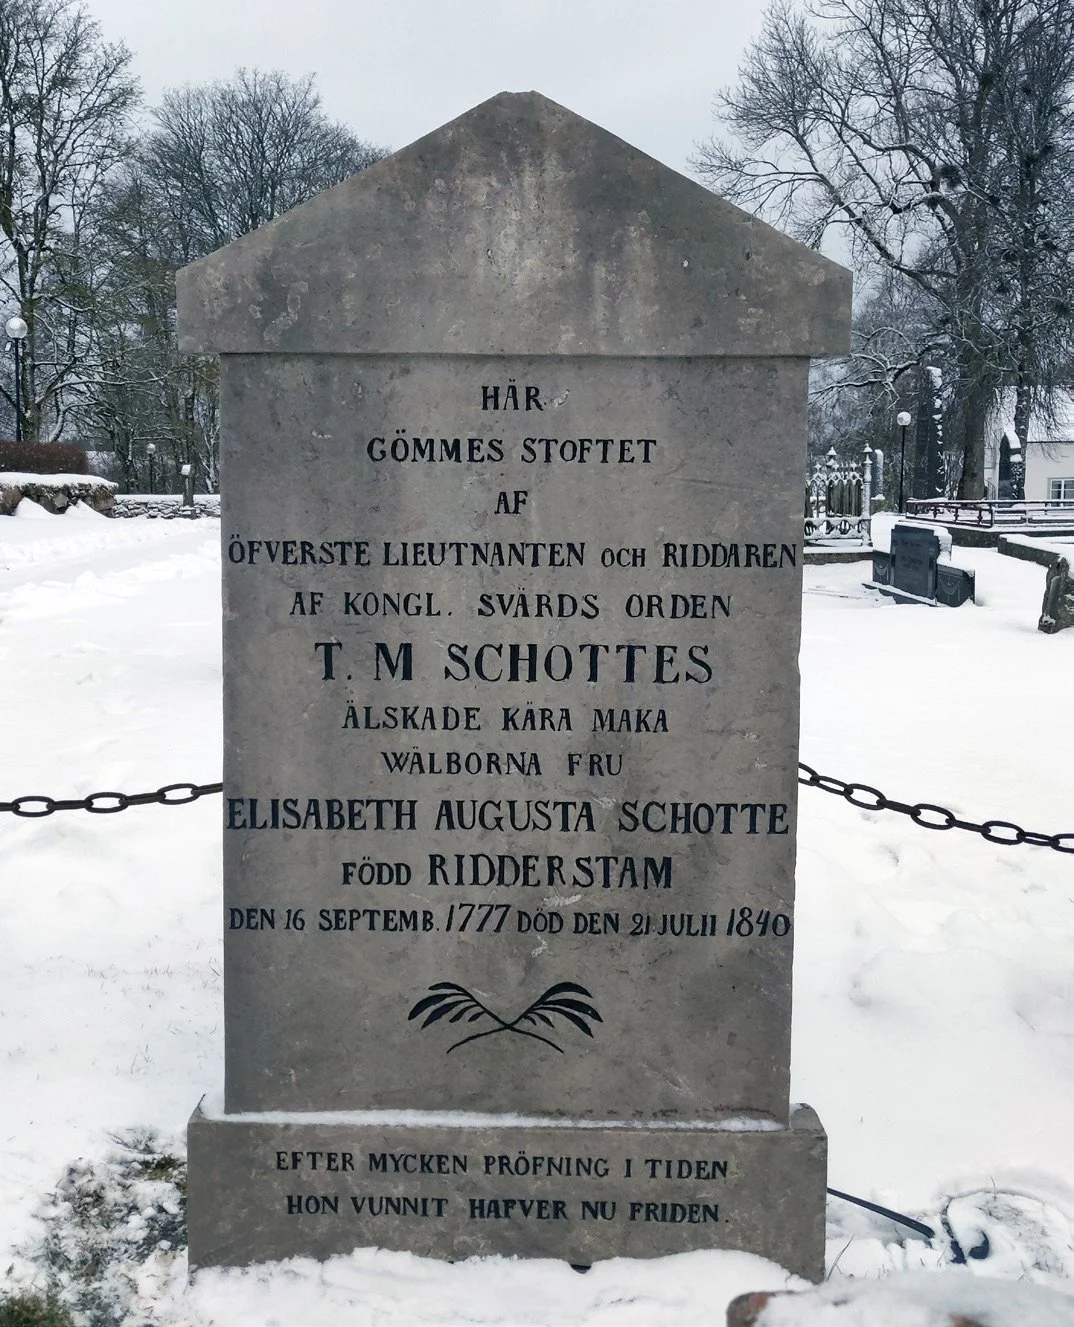 HÄR
GÖMMES STOFTET
AF
ÖFVERSTE LIEUTNANTEN OCH RIDDAREN
AF KONGL. SVÄRDS ORDEN
T. M SCHOTTES
ÄLSKADE KÄRA MAKA
WÄLBORNA FRU
ELISABETH AUGUSTA SCHOTTE
FÖDD RIDDERSTAM
DEN 16 SEPTEMB. 1777 DÖD DEN 21 JULII 1840
EFTER MYCKEN PRÖFNING I TIDEN
HON VUNNIT HAFVER NU FRIDEN.